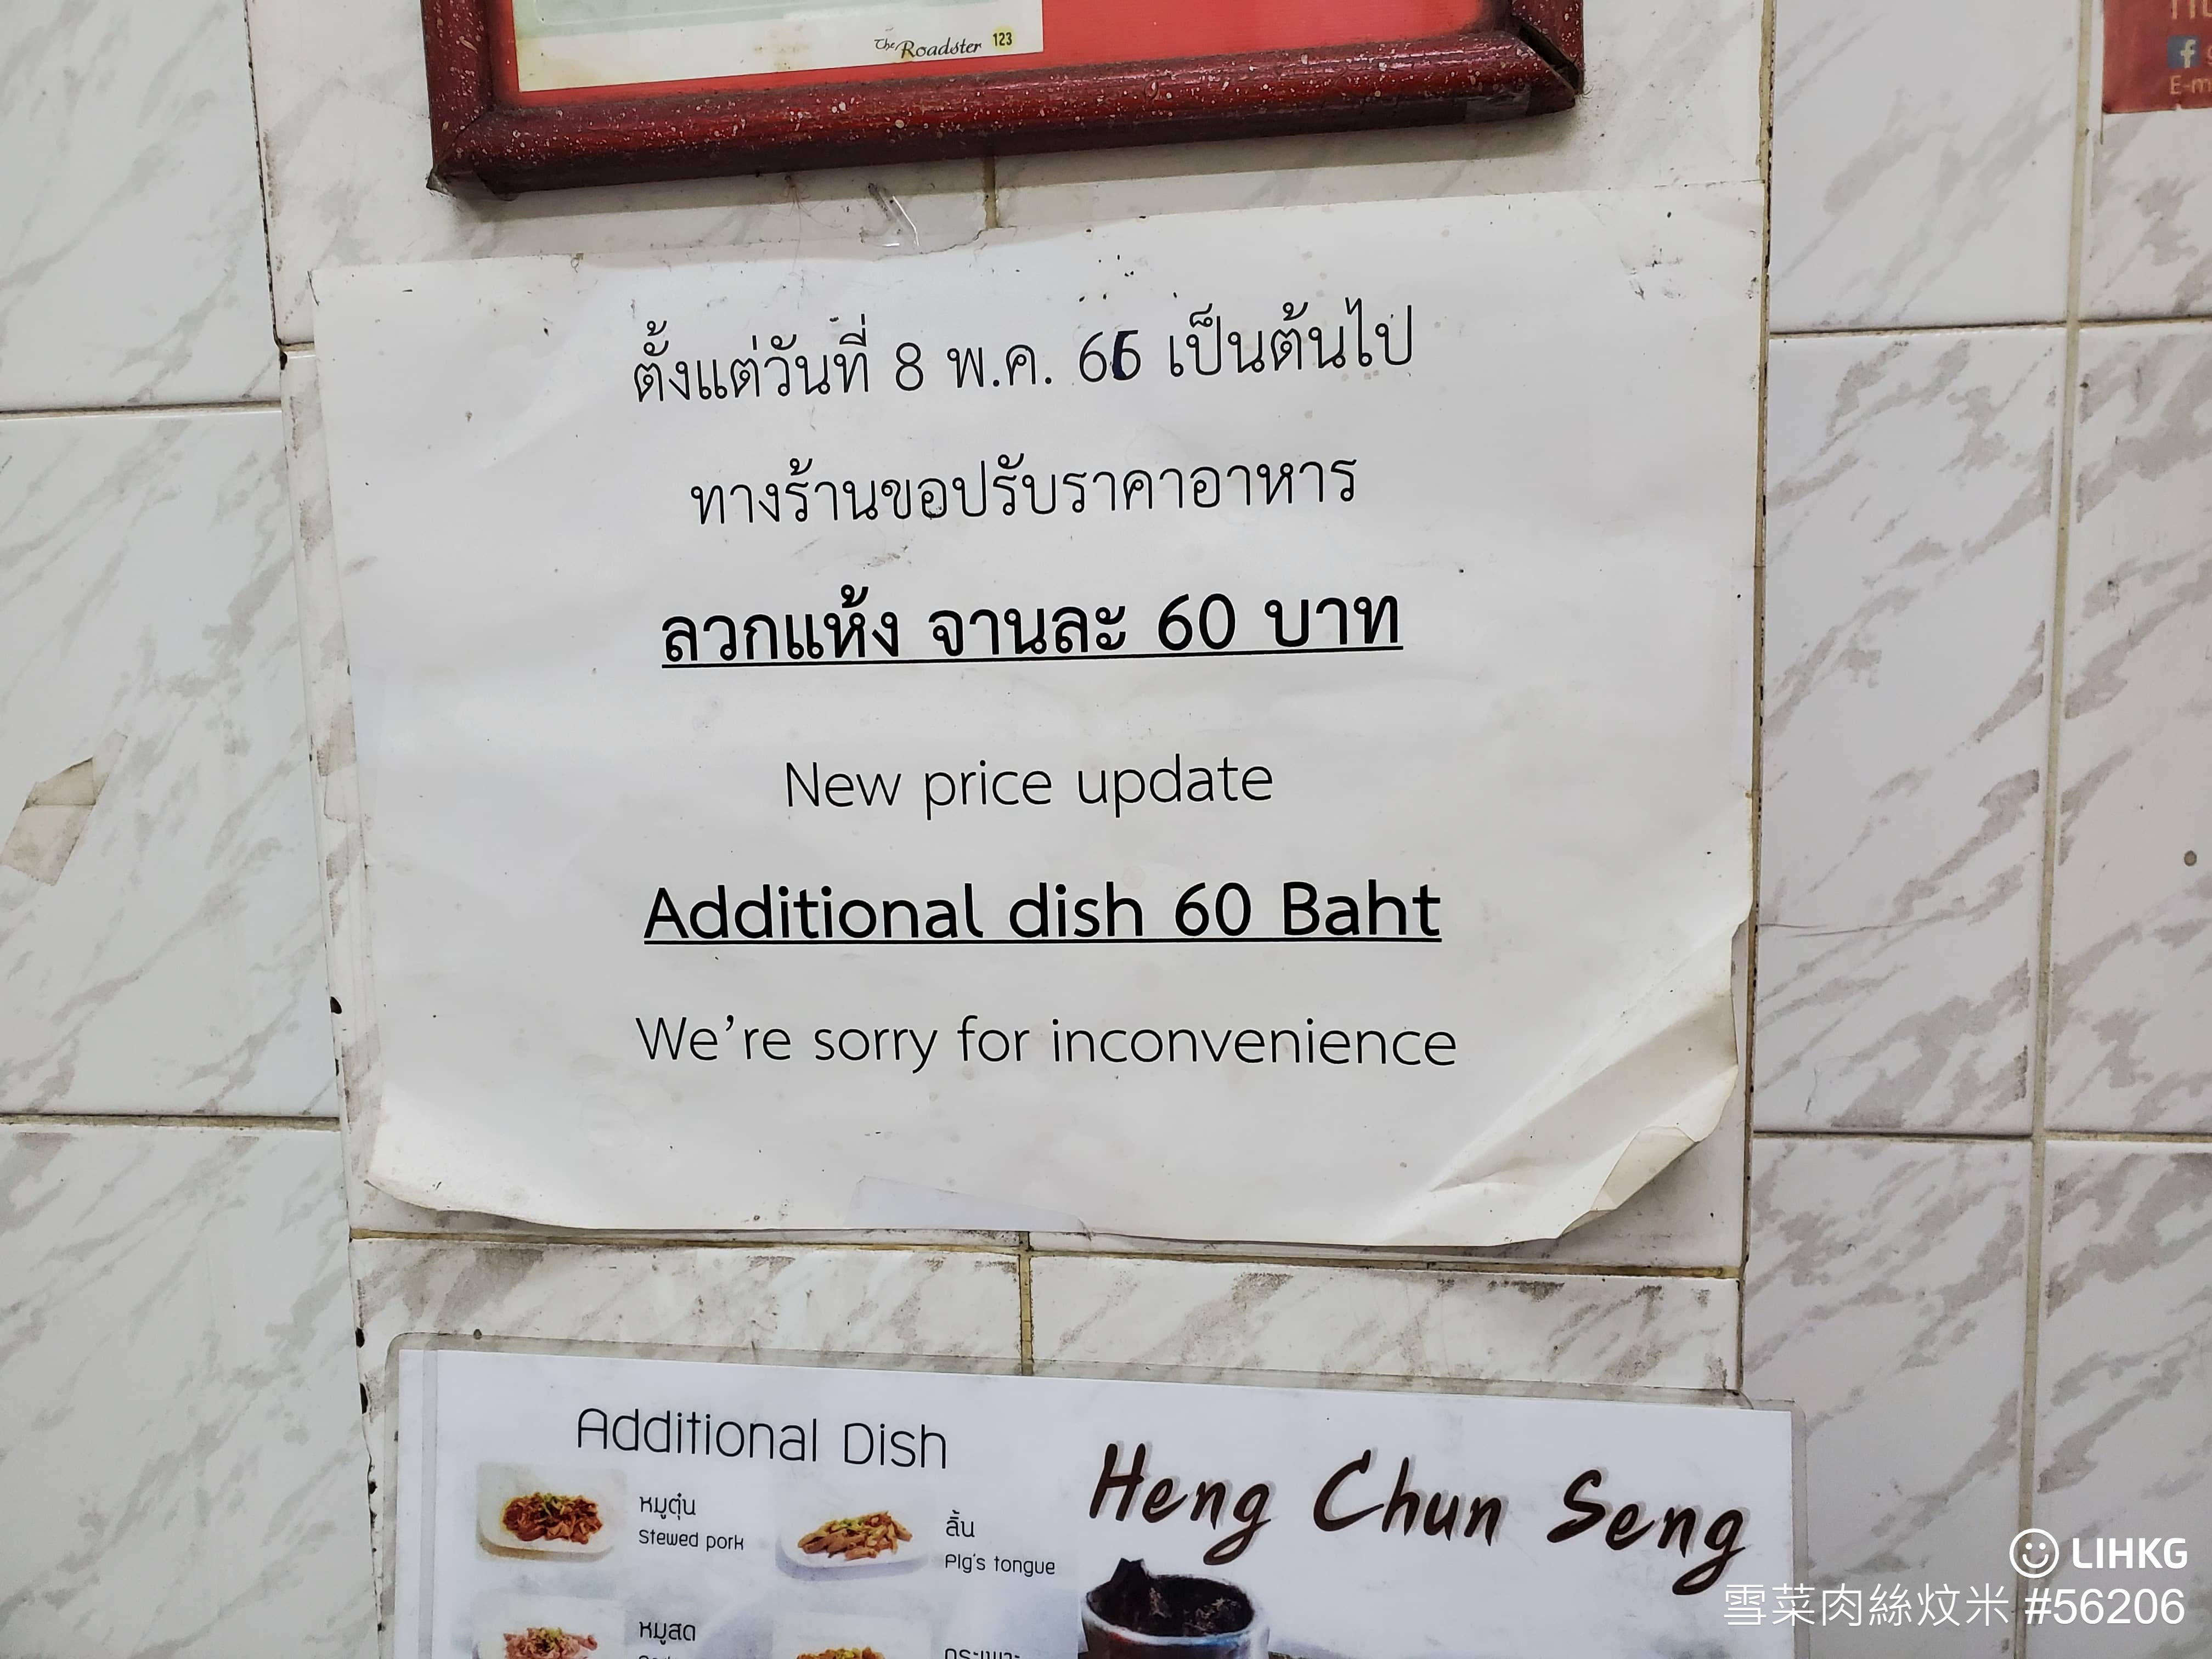 The Roadster 123
E-m
ตั้งแต่วันที่ 8 พ.ค. 66 เป็นต้นไป
ทางร้านขอปรับราคาอาหาร
ลวกแห้ง จานละ 60 บาท
New price update
Additional dish 60 Baht
We're sorry for inconvenience
Additional Dish
หมูตุ๋น
Stewed pork
ลิ้น
Pig's tongue
หมูสด
Heng Chun Seng
LIHKG
雪菜肉絲炆米 #56206